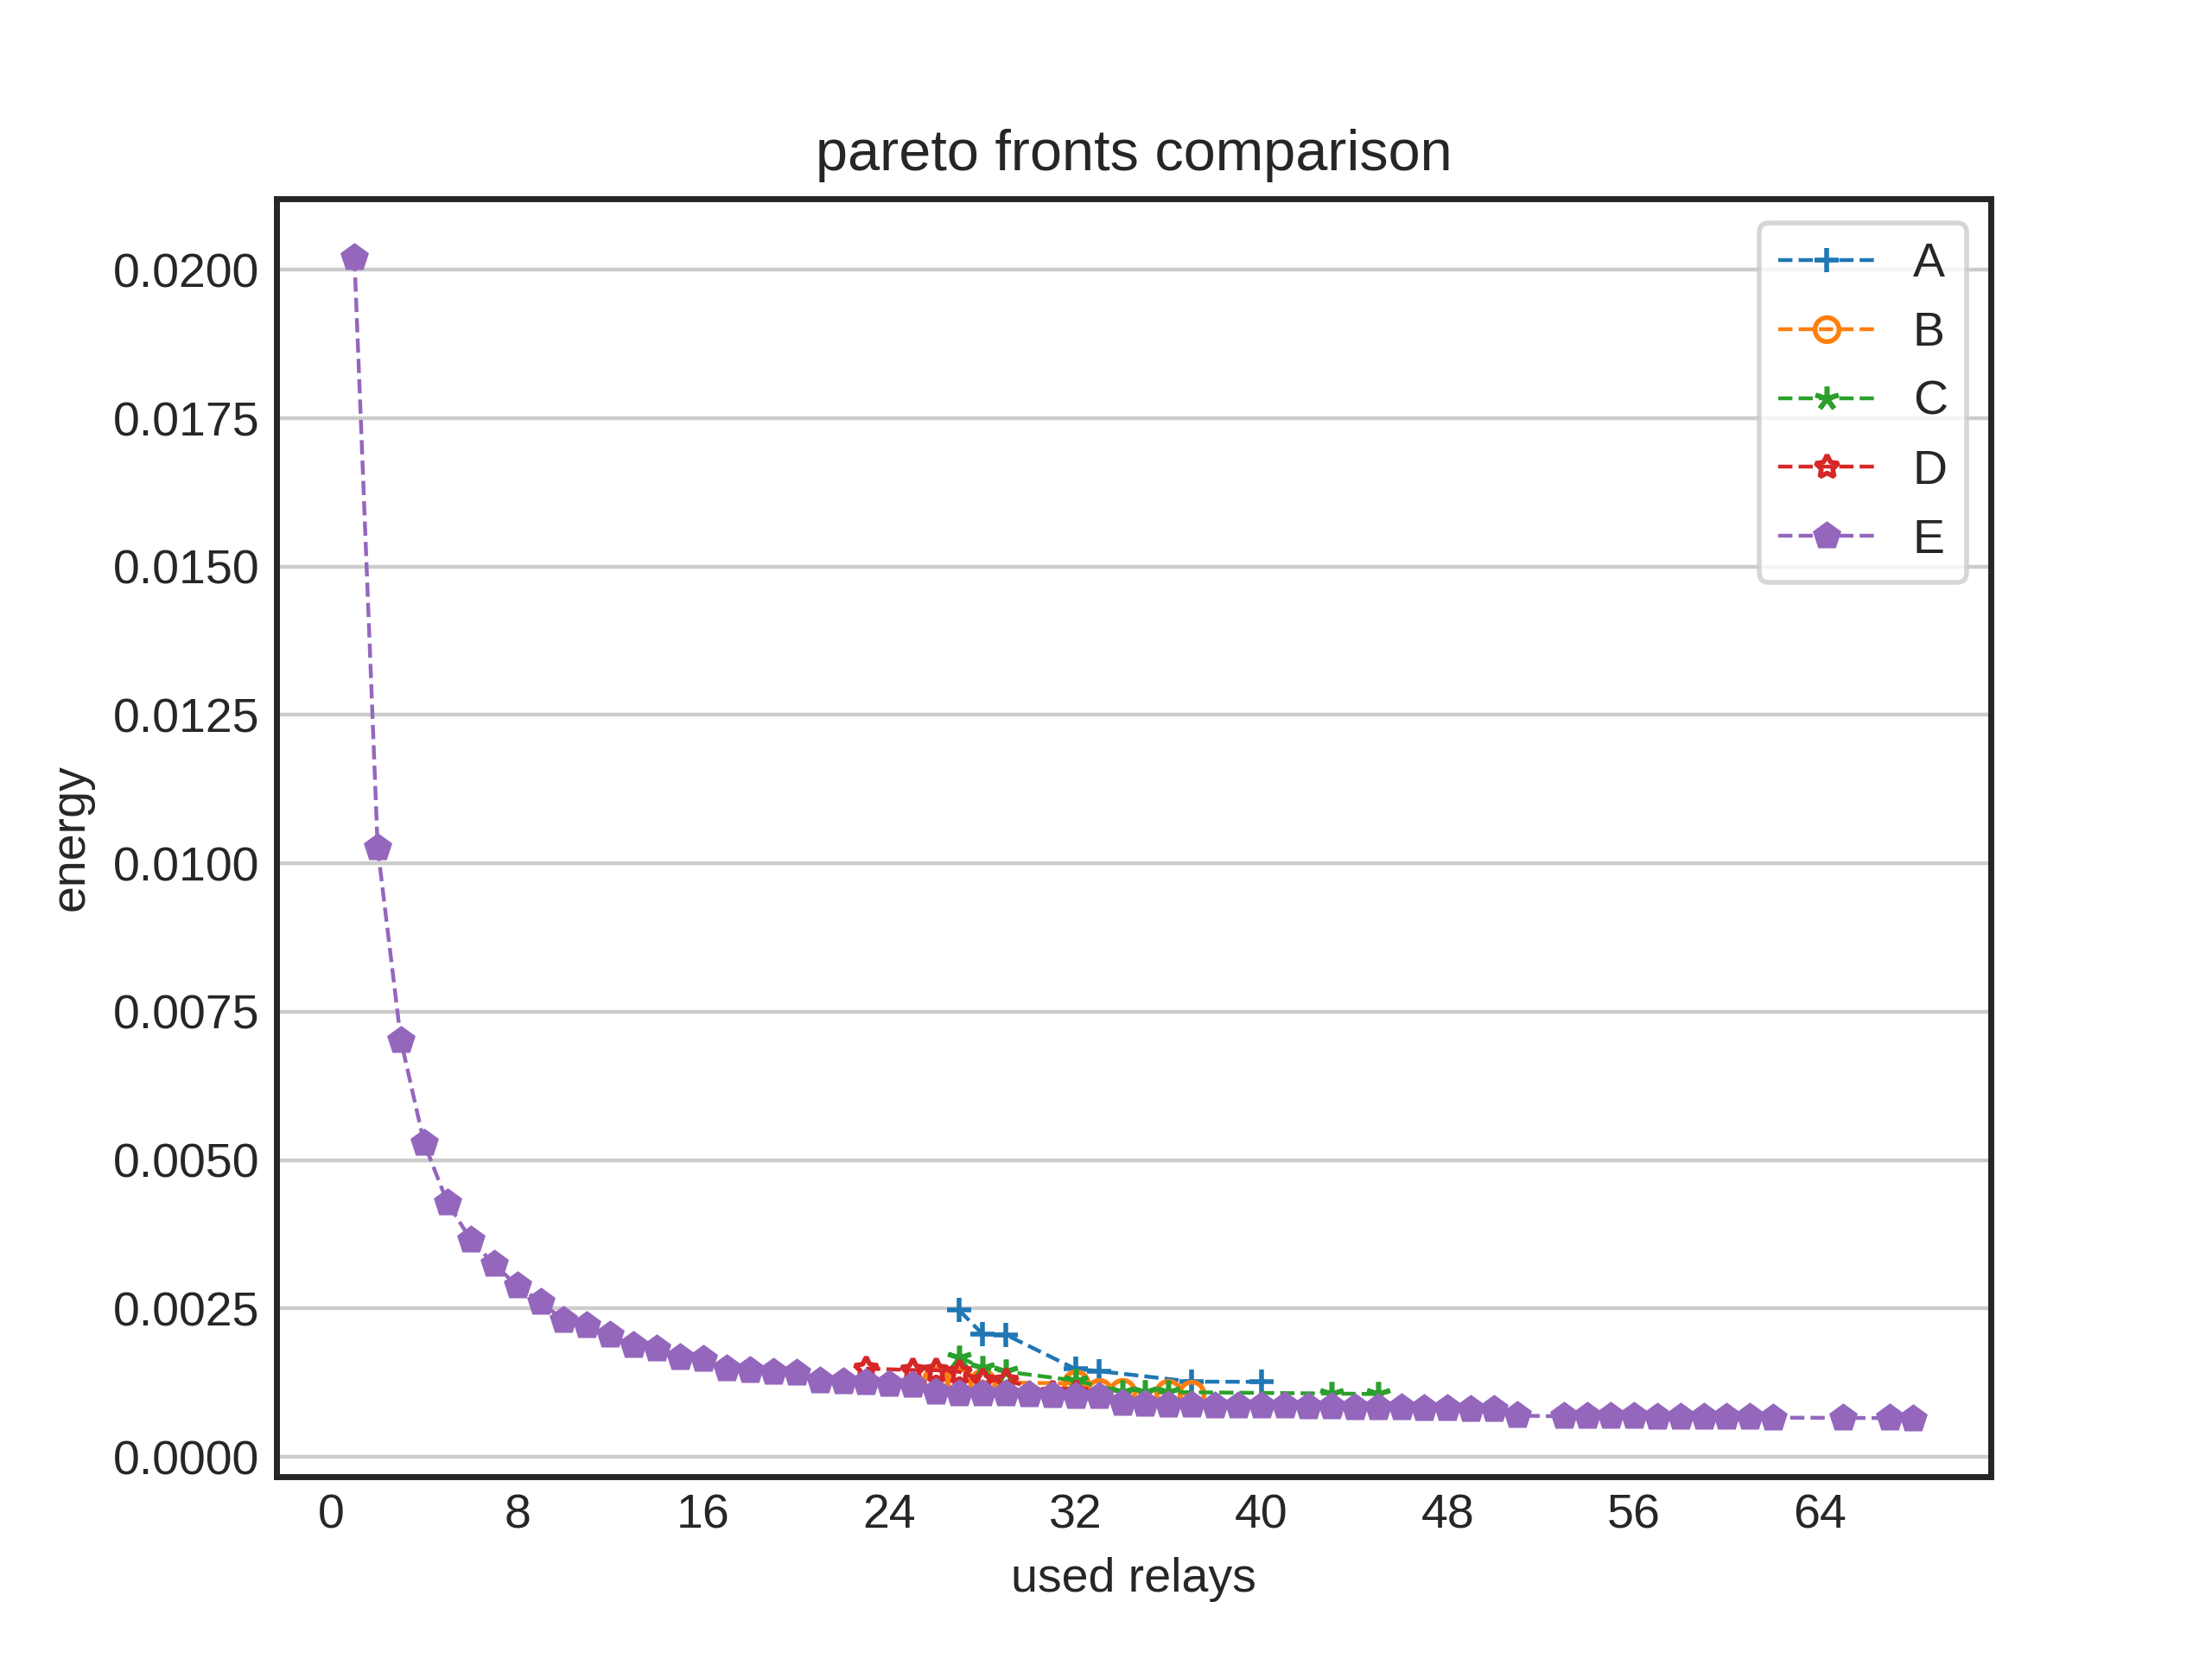 pareto fronts comparison
0.0200
0.0175
0.0150
0.0125
0.0100
0.0075
0.0050
0.0025
0.0000
energy
A
B
C
D
E
0 8 16 24 32 40 48 56 64
used relays